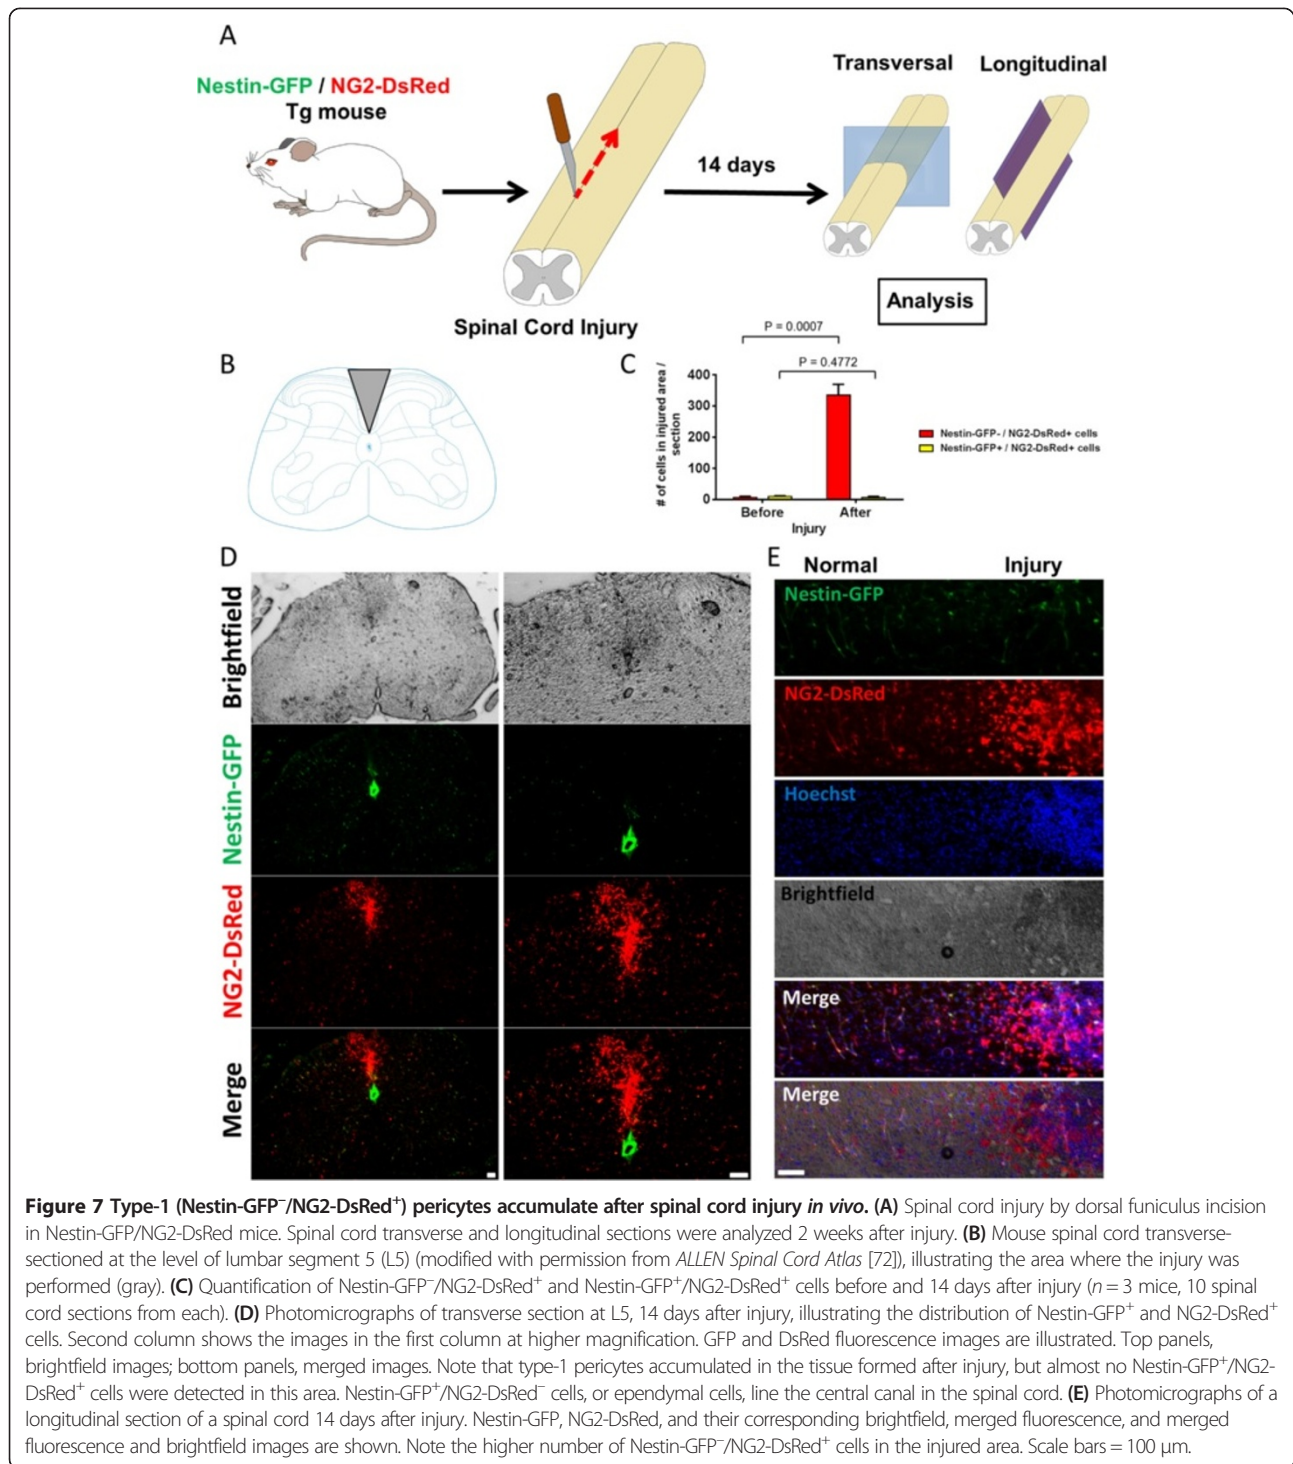 A
Nestin-GFP / NG2-DsRed
Tg mouse
Spinal Cord Injury
14 days
Transversal
Longitudinal
Analysis
B
C
P = 0.0007
P = 0.4772
# of cells in injured area /
section
400
300
200
100
0
Before
After
Injury
Nestin-GFP- / NG2-DsRed+ cells
Nestin-GFP+ / NG2-DsRed+ cells
D
Brightfield
Nestin-GFP
NG2-DsRed
Merge
E
Normal
Injury
Nestin-GFP
NG2-DsRed
Hoechst
Brightfield
Merge
Merge
Figure 7 Type-1 (Nestin-GFP⁻/NG2-DsRed⁺) pericytes accumulate after spinal cord injury in vivo. (A) Spinal cord injury by dorsal funiculus incision
in Nestin-GFP/NG2-DsRed mice. Spinal cord transverse and longitudinal sections were analyzed 2 weeks after injury. (B) Mouse spinal cord transverse-
sectioned at the level of lumbar segment 5 (L5) (modified with permission from ALLEN Spinal Cord Atlas [72]), illustrating the area where the injury was
performed (gray). (C) Quantification of Nestin-GFP⁻/NG2-DsRed⁺ and Nestin-GFP⁺/NG2-DsRed⁺ cells before and 14 days after injury (n = 3 mice, 10 spinal
cord sections from each). (D) Photomicrographs of transverse section at L5, 14 days after injury, illustrating the distribution of Nestin-GFP⁺ and NG2-DsRed⁺
cells. Second column shows the images in the first column at higher magnification. GFP and DsRed fluorescence images are illustrated. Top panels,
brightfield images; bottom panels, merged images. Note that type-1 pericytes accumulated in the tissue formed after injury, but almost no Nestin-GFP⁺/NG2-
DsRed⁺ cells were detected in this area. Nestin-GFP⁺/NG2-DsRed⁻ cells, or ependymal cells, line the central canal in the spinal cord. (E) Photomicrographs of a
longitudinal section of a spinal cord 14 days after injury. Nestin-GFP, NG2-DsRed, and their corresponding brightfield, merged fluorescence, and merged
fluorescence and brightfield images are shown. Note the higher number of Nestin-GFP⁻/NG2-DsRed⁺ cells in the injured area. Scale bars = 100 μm.